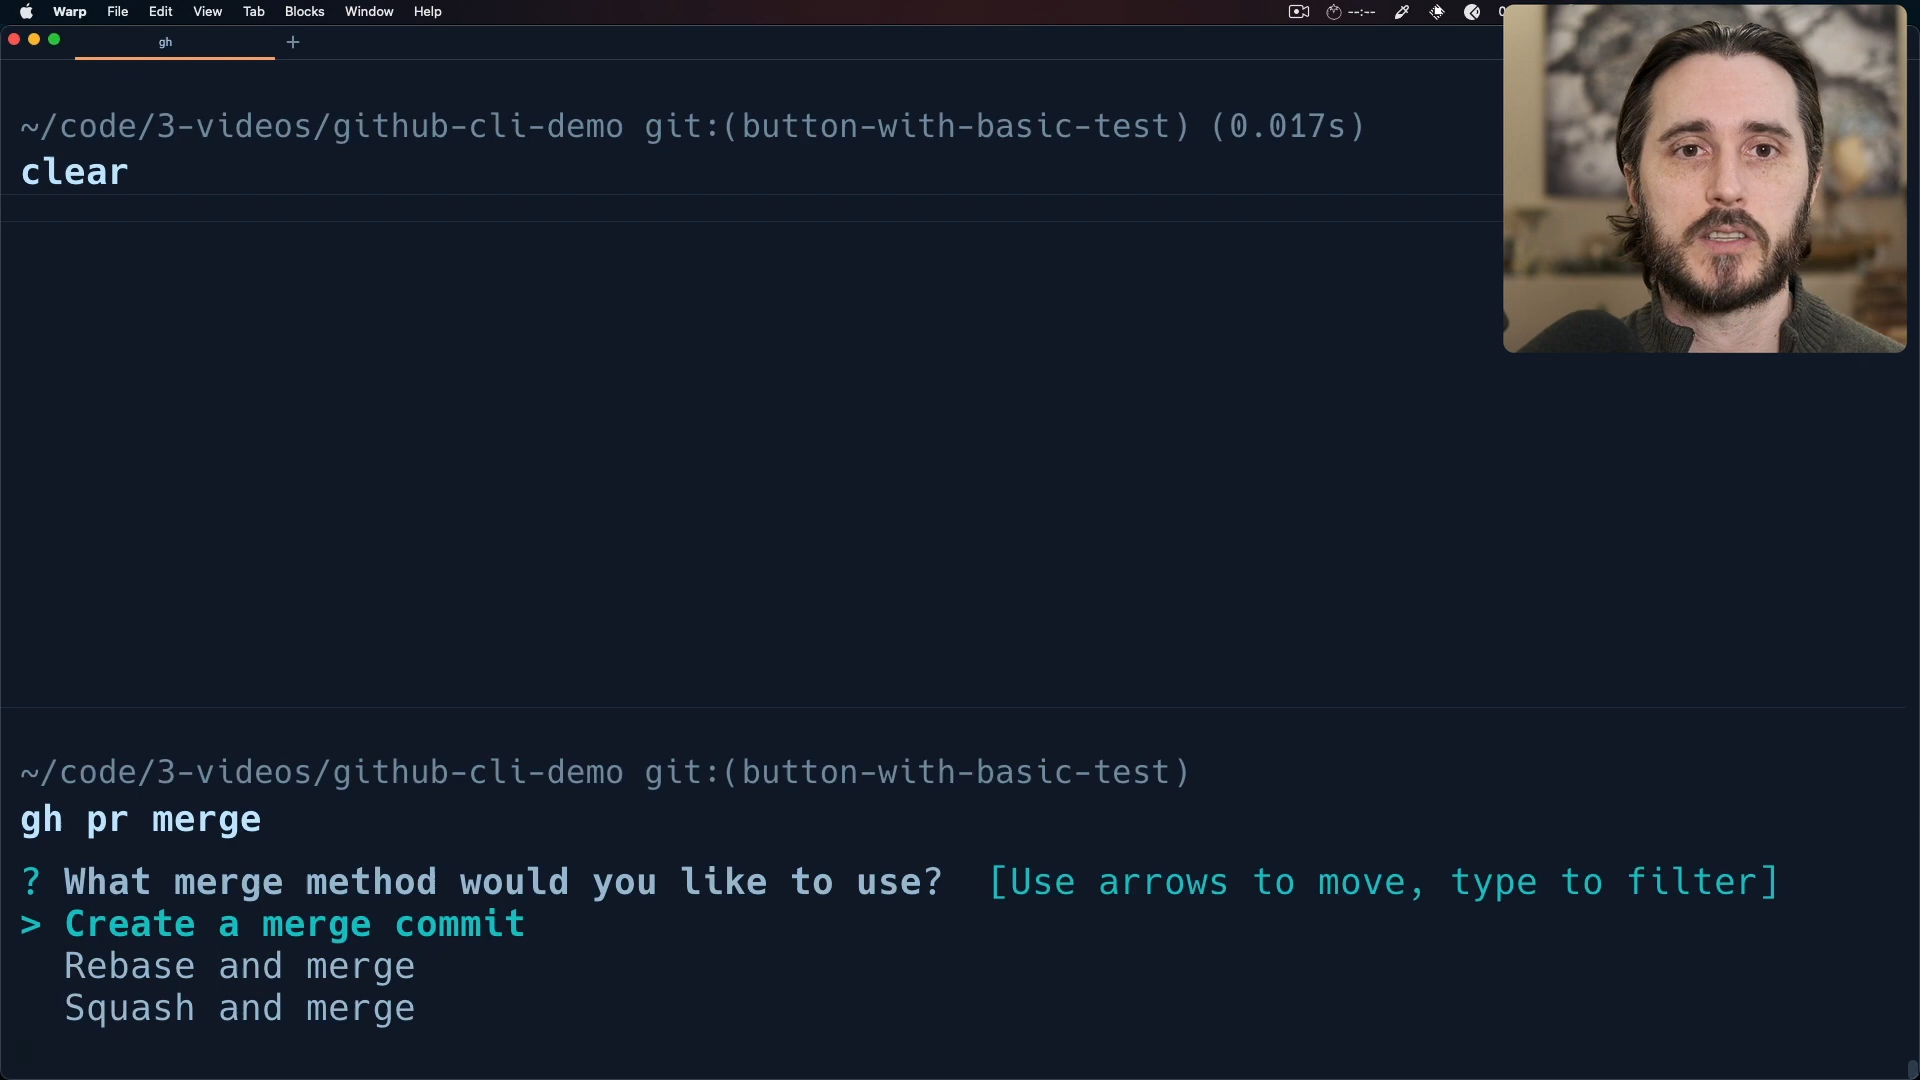 Warp File Edit View Tab Blocks Window Help --:--
gh
~/code/3-videos/github-cli-demo git:(button-with-basic-test) (0.017s)
clear
~/code/3-videos/github-cli-demo git:(button-with-basic-test)
gh pr merge
? What merge method would you like to use? [Use arrows to move, type to filter]
> Create a merge commit
Rebase and merge
Squash and merge